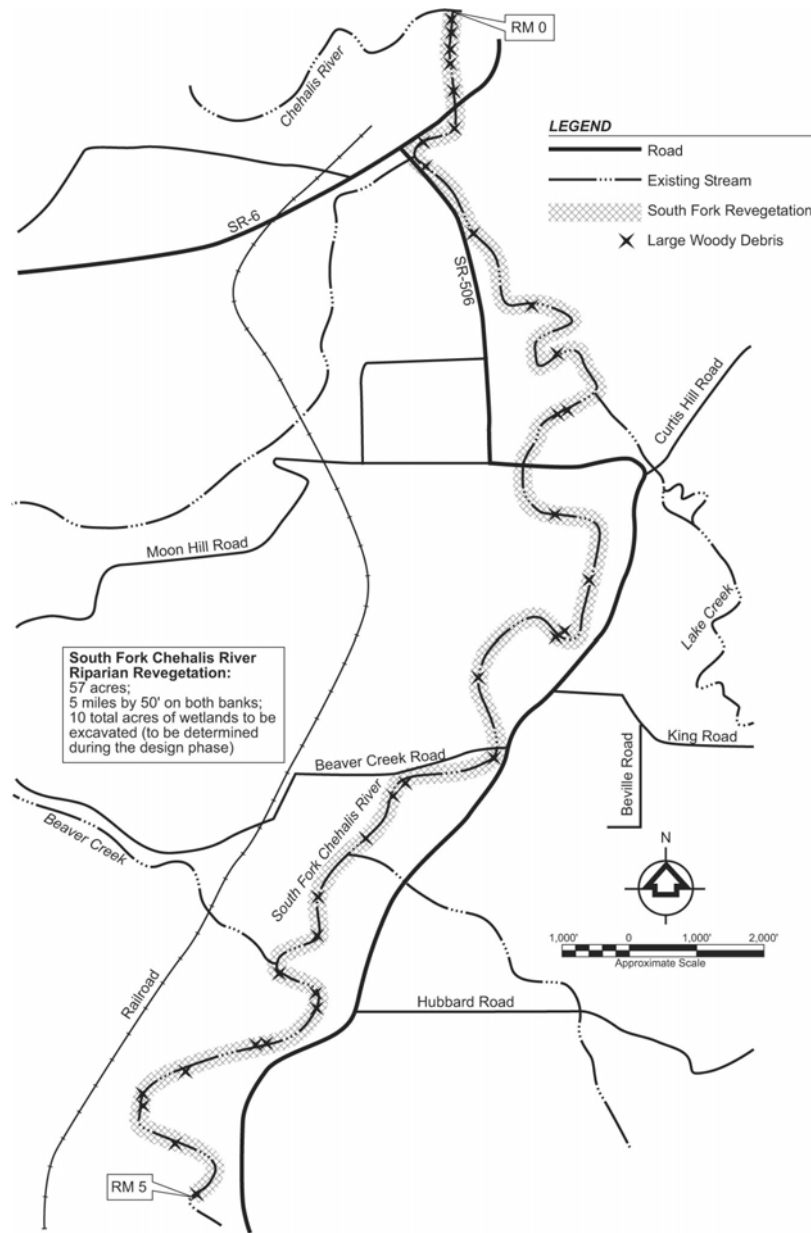 RM 0
Chehalis River
LEGEND
Road
Existing Stream
South Fork Revegetation
Large Woody Debris
SR-6
SR-506
Curtis Hill Road
Moon Hill Road
Lake Creek
South Fork Chehalis River
Riparian Revegetation:
57 acres;
5 miles by 50' on both banks;
10 total acres of wetlands to be
excavated (to be determined
during the design phase)
King Road
Beville Road
Beaver Creek Road
Beaver Creek
South Fork Chehalis River
N
1,000' 0 1,000' 2,000'
Approximate Scale
Railroad
Hubbard Road
RM 5